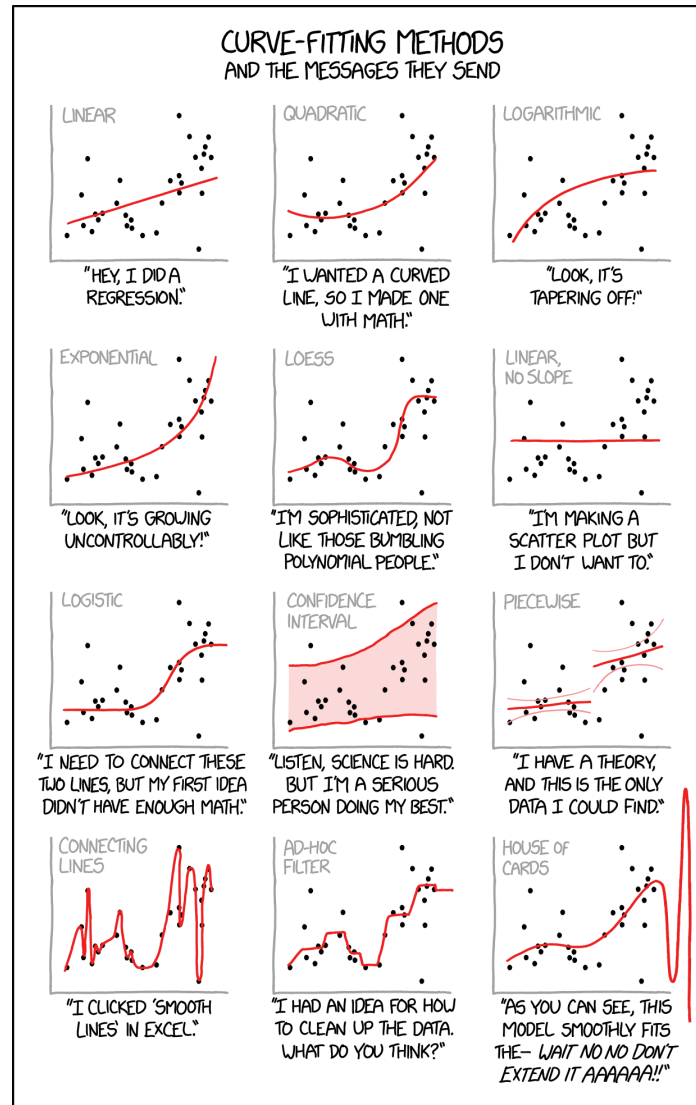 CURVE-FITTING METHODS
AND THE MESSAGES THEY SEND
LINEAR
"HEY, I DID A
REGRESSION."
QUADRATIC
"I WANTED A CURVED
LINE, SO I MADE ONE
WITH MATH."
LOGARITHMIC
"LOOK, IT'S
TAPERING OFF!"
EXPONENTIAL
"LOOK, IT'S GROWING
UNCONTROLLABLY!"
LOESS
"I'M SOPHISTICATED, NOT
LIKE THOSE BUMBLING
POLYNOMIAL PEOPLE."
LINEAR,
NO SLOPE
"I'M MAKING A
SCATTER PLOT BUT
I DON'T WANT TO."
LOGISTIC
"I NEED TO CONNECT THESE
TWO LINES, BUT MY FIRST IDEA
DIDN'T HAVE ENOUGH MATH."
CONFIDENCE
INTERVAL
"LISTEN, SCIENCE IS HARD.
BUT I'M A SERIOUS
PERSON DOING MY BEST."
PIECEWISE
"I HAVE A THEORY,
AND THIS IS THE ONLY
DATA I COULD FIND."
CONNECTING
LINES
"I CLICKED 'SMOOTH
LINES' IN EXCEL."
AD-HOC
FILTER
"I HAD AN IDEA FOR HOW
TO CLEAN UP THE DATA.
WHAT DO YOU THINK?"
HOUSE OF
CARDS
"AS YOU CAN SEE, THIS
MODEL SMOOTHLY FITS
THE- WAIT NO NO DON'T
EXTEND IT AAAAAA!!"